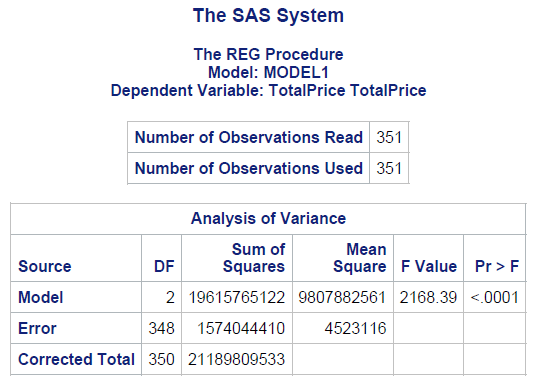 The SAS System
The REG Procedure
Model: MODEL1
Dependent Variable: TotalPrice TotalPrice
Number of Observations Read 351
Number of Observations Used 351
Analysis of Variance
Source DF Sum of Squares Mean Square F Value Pr > F
Model 2 19615765122 9807882561 2168.39 <.0001
Error 348 1574044410 4523116
Corrected Total 350 21189809533